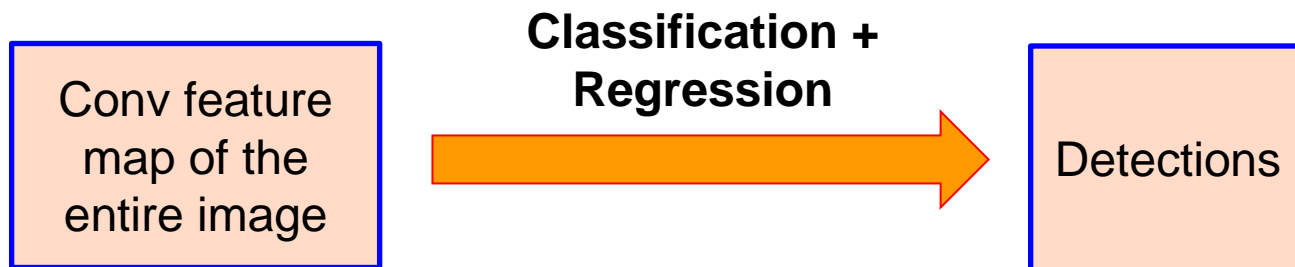 Conv feature
map of the
entire image
Classification +
Regression
Detections